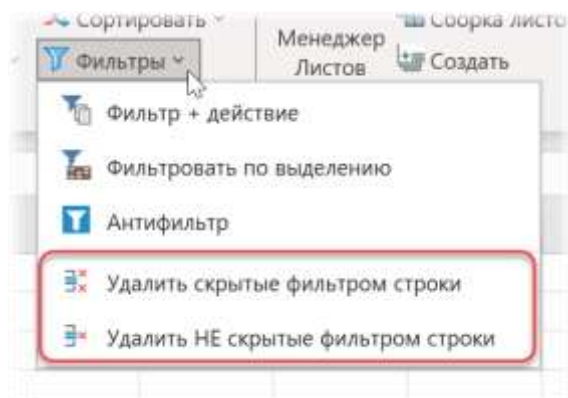 Сортировать
Сборка листо
Менеджер
Листов
Фильтры
Создать
Фильтр + действие
Фильтровать по выделению
Антифильтр
Удалить скрытые фильтром строки
Удалить НЕ скрытые фильтром строки